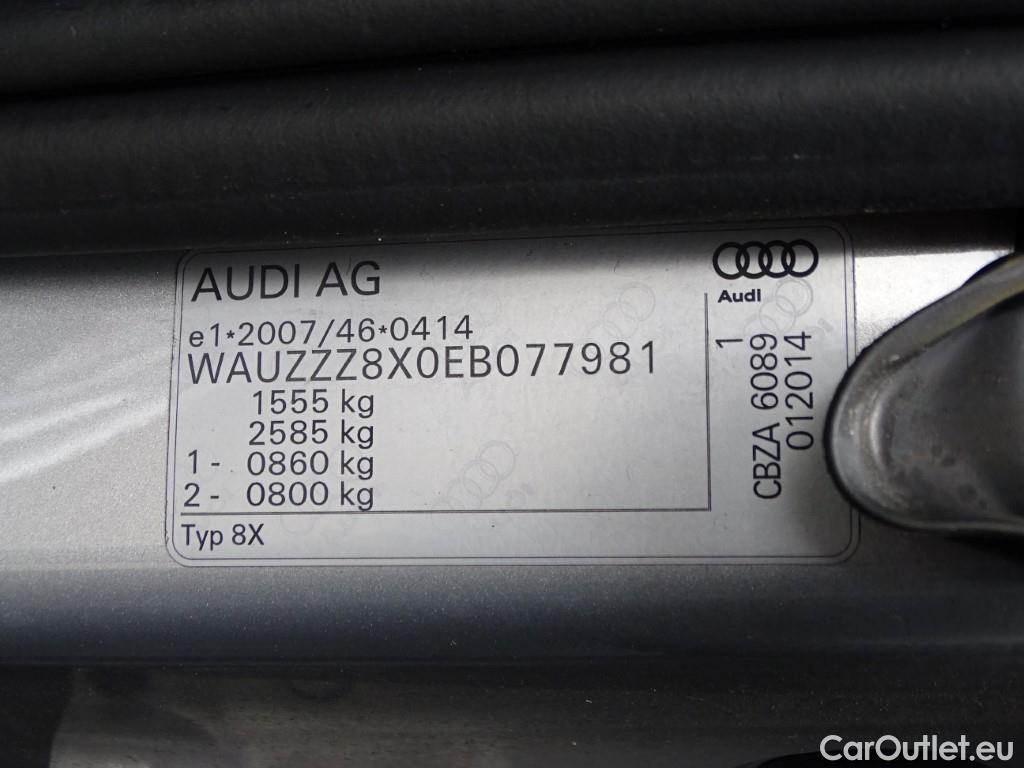 AUDI AG
e1*2007/46*0414
WAUZZZ8X0EB077981
1555 kg
2585 kg
1 - 0860 kg
2 - 0800 kg
Typ 8X
Audi
1
CBZA 6089
012014
CarOutlet.eu